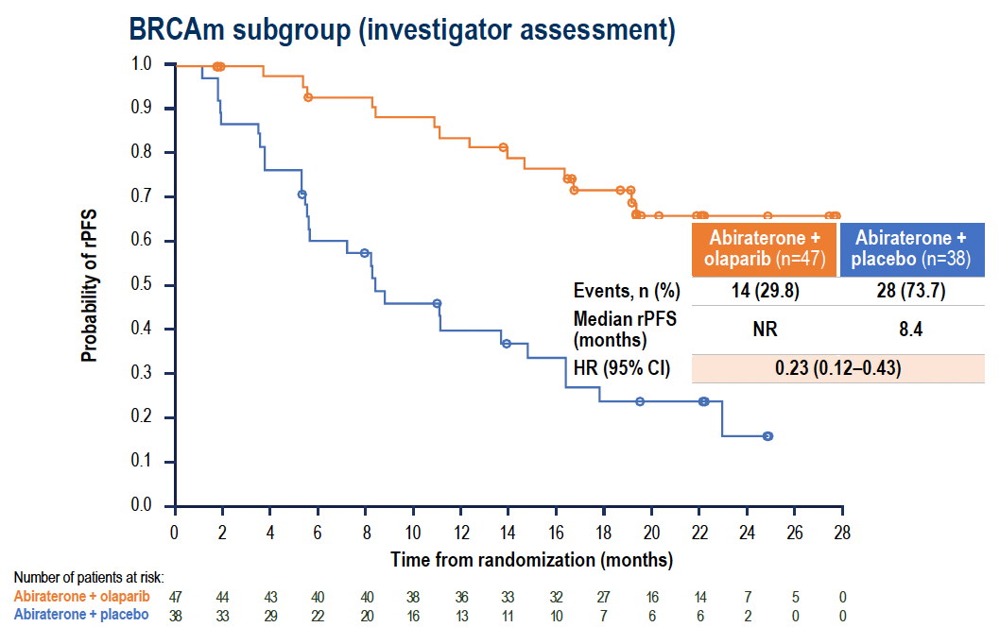 BRCAm subgroup (investigator assessment)
1.0
0.9
0.8
0.7
0.6
0.5
0.4
0.3
0.2
0.1
0.0
Probability of rPFS
Abiraterone + olaparib (n=47)
Abiraterone + placebo (n=38)
Events, n (%) 14 (29.8) 28 (73.7)
Median rPFS (months) NR 8.4
HR (95% CI) 0.23 (0.12–0.43)
0 2 4 6 8 10 12 14 16 18 20 22 24 26 28
Time from randomization (months)
Number of patients at risk:
Abiraterone + olaparib 47 44 43 40 40 38 36 33 32 27 16 14 7 5 0
Abiraterone + placebo 38 33 29 22 20 16 13 11 10 7 6 6 2 0 0